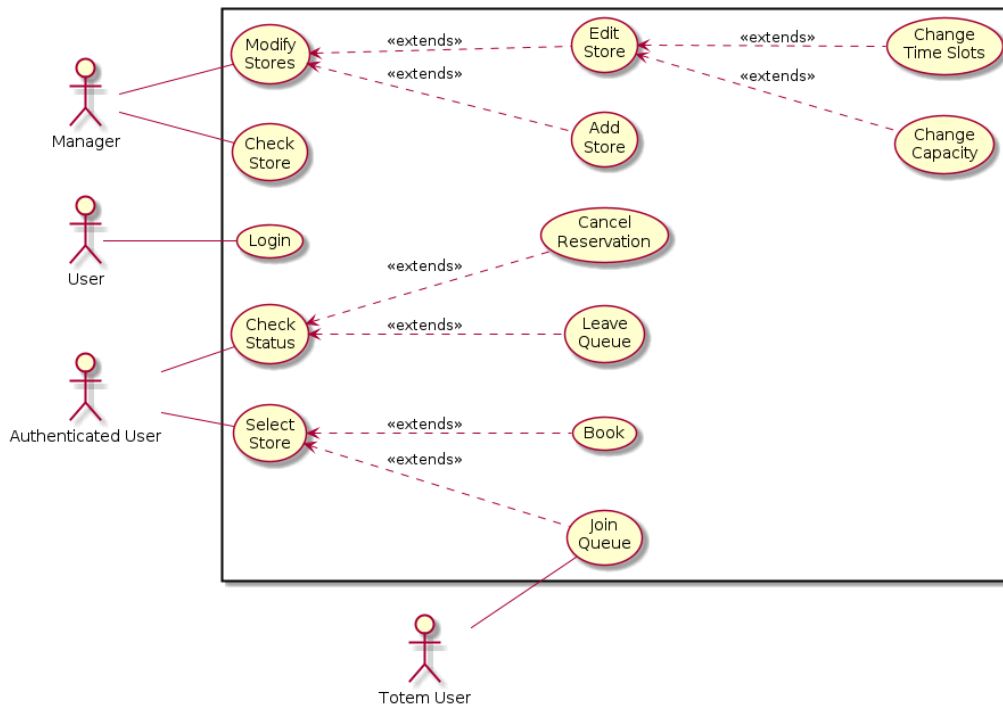 Modify
Stores
«extends»
Edit
Store
«extends»
Change
Time Slots
«extends»
«extends»
Manager
Check
Store
Add
Store
Change
Capacity
User
Login
Cancel
Reservation
«extends»
Check
Status
«extends»
Leave
Queue
Authenticated User
Select
Store
«extends»
Book
«extends»
Join
Queue
Totem User